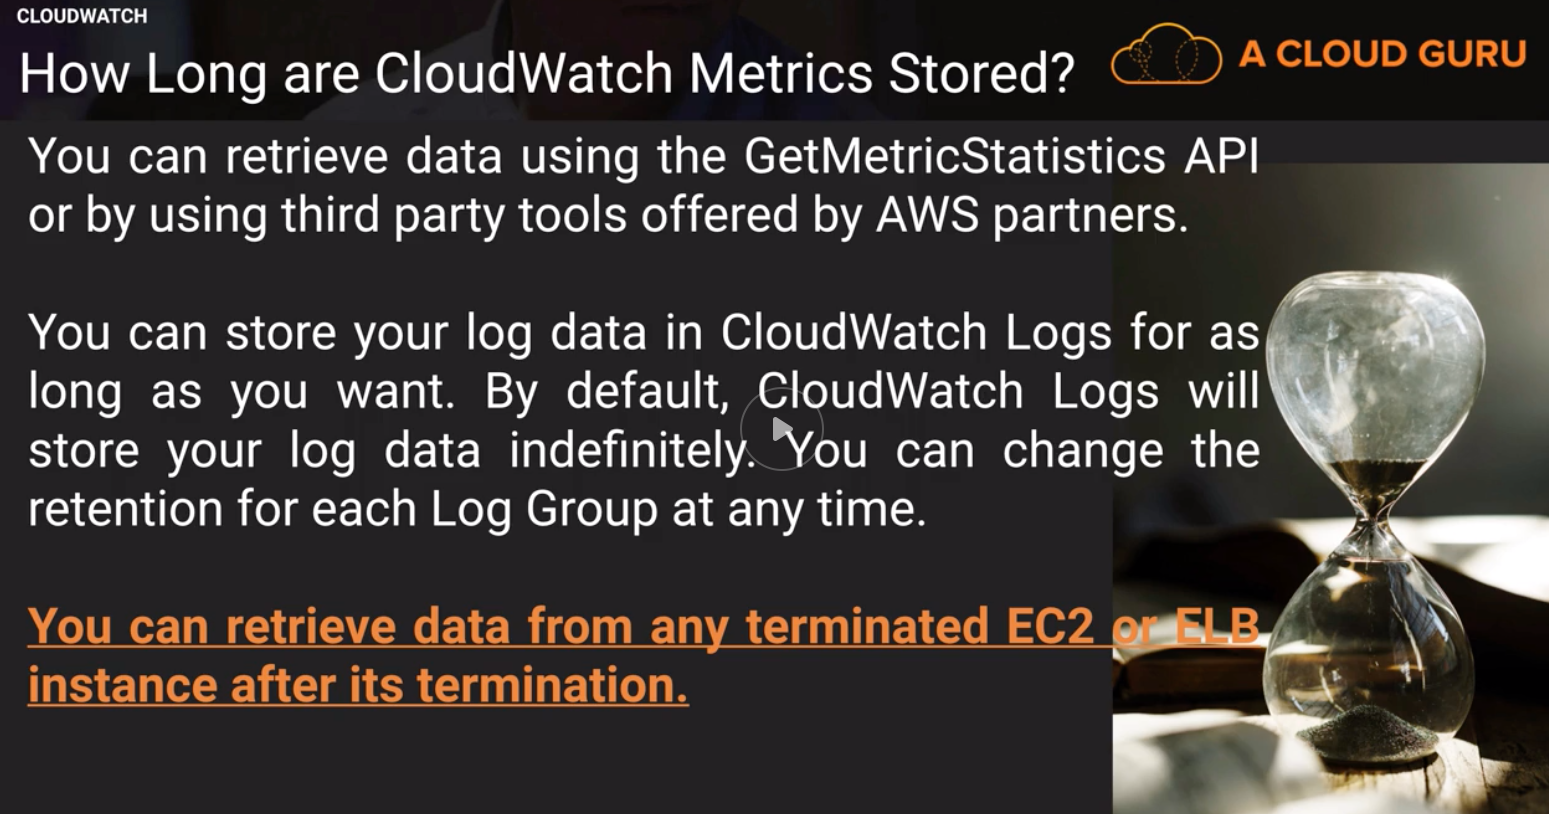 CLOUDWATCH
How Long are CloudWatch Metrics Stored?
A CLOUD GURU
You can retrieve data using the GetMetricStatistics API
or by using third party tools offered by AWS partners.
You can store your log data in CloudWatch Logs for as
long as you want. By default, CloudWatch Logs will
store your log data indefinitely. You can change the
retention for each Log Group at any time.
You can retrieve data from any terminated EC2 or ELB
instance after its termination.